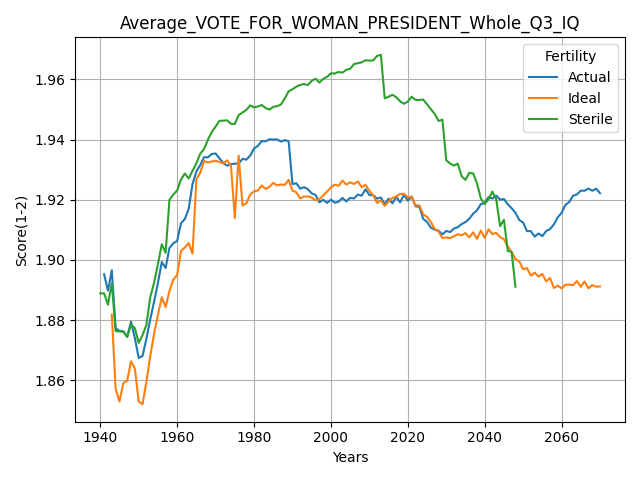 Average_VOTE_FOR_WOMAN_PRESIDENT_Whole_Q3_IQ
Fertility
Actual
Ideal
Sterile
Score(1-2)
1.96
1.94
1.92
1.90
1.88
1.86
1940 1960 1980 2000 2020 2040 2060
Years